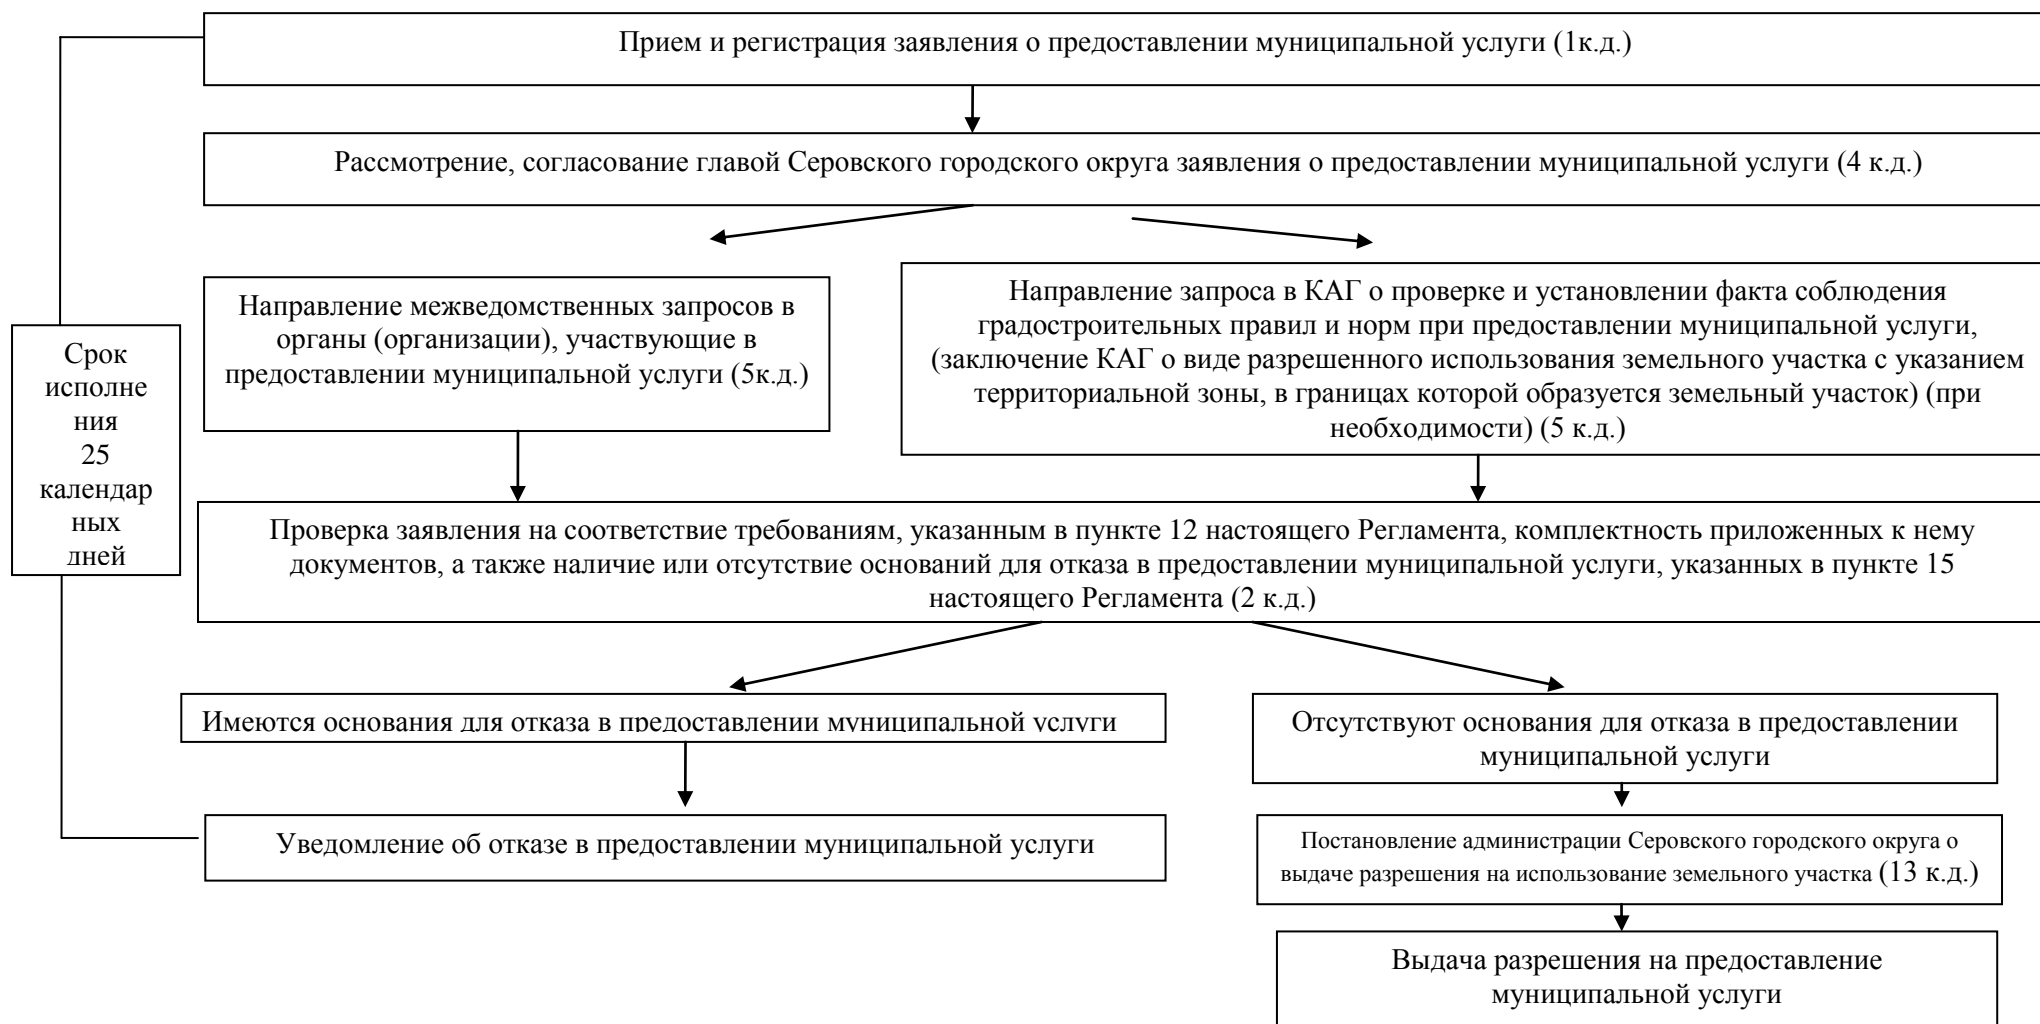 Прием и регистрация заявления о предоставлении муниципальной услуги (1к.д.)
Рассмотрение, согласование главой Серовского городского округа заявления о предоставлении муниципальной услуги (4 к.д.)
Направление межведомственных запросов в
органы (организации), участвующие в
предоставлении муниципальной услуги (5к.д.)
Направление запроса в КАГ о проверке и установлении факта соблюдения
градостроительных правил и норм при предоставлении муниципальной услуги,
(заключение КАГ о виде разрешенного использования земельного участка с указанием
территориальной зоны, в границах которой образуется земельный участок) (при
необходимости) (5 к.д.)
Срок
исполне
ния
25
календар
ных
дней
Проверка заявления на соответствие требованиям, указанным в пункте 12 настоящего Регламента, комплектность приложенных к нему
документов, а также наличие или отсутствие оснований для отказа в предоставлении муниципальной услуги, указанных в пункте 15
настоящего Регламента (2 к.д.)
Имеются основания для отказа в предоставлении муниципальной услуги
Отсутствуют основания для отказа в предоставлении
муниципальной услуги
Уведомление об отказе в предоставлении муниципальной услуги
Постановление администрации Серовского городского округа о
выдаче разрешения на использование земельного участка (13 к.д.)
Выдача разрешения на предоставление
муниципальной услуги